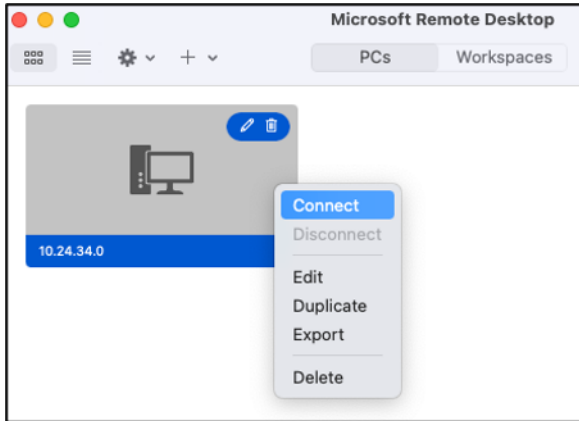 Microsoft Remote Desktop
PCs Workspaces
10.24.34.0
Connect
Disconnect
Edit
Duplicate
Export
Delete